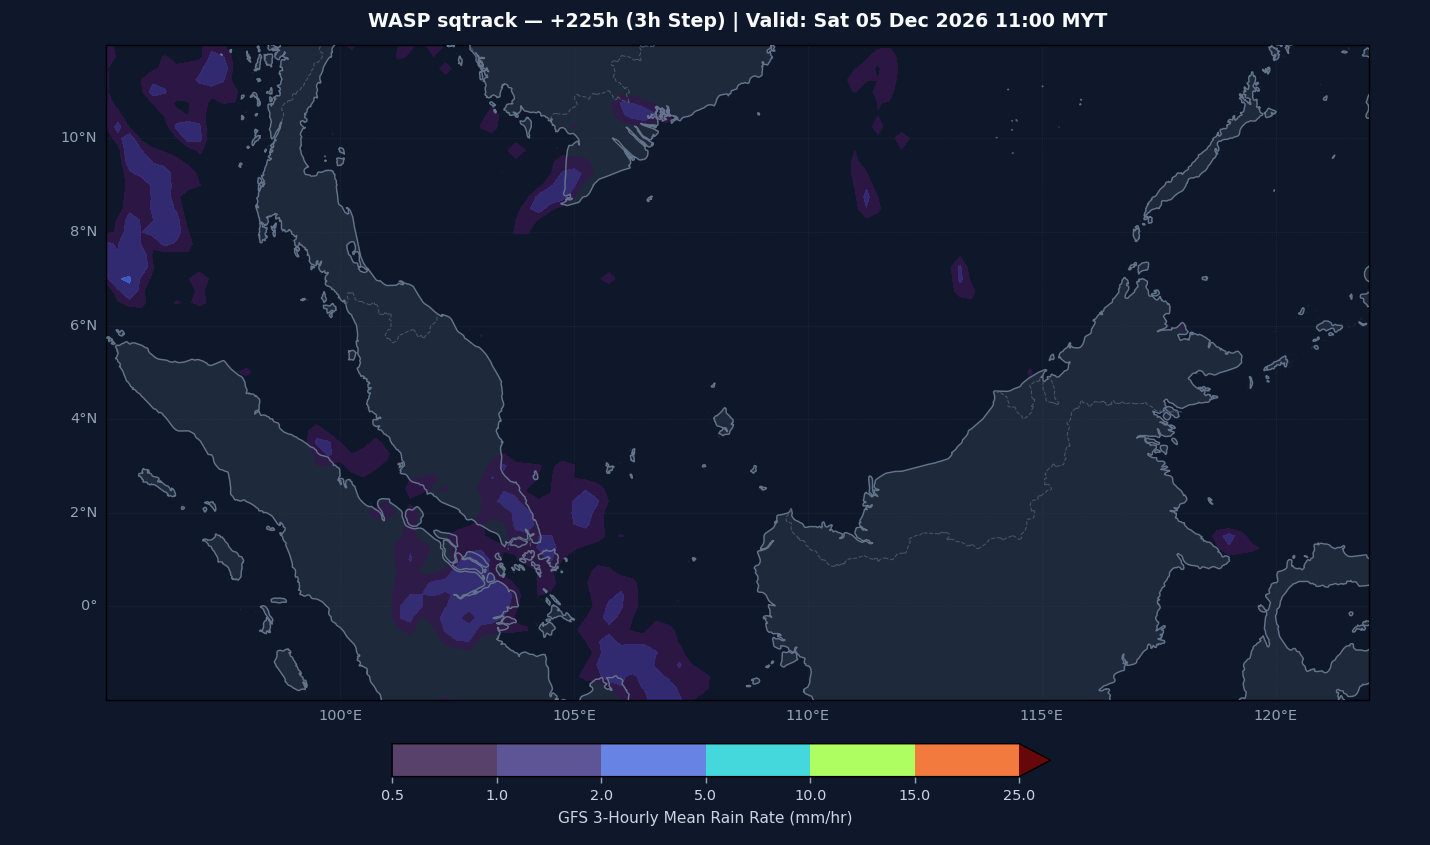 WASP sqtrack — +225h (3h Step) | Valid: Sat 05 Dec 2026 11:00 MYT
10°N
8°N
6°N
4°N
2°N
0°
100°E 105°E 110°E 115°E 120°E
0.5 1.0 2.0 5.0 10.0 15.0 25.0
GFS 3-Hourly Mean Rain Rate (mm/hr)